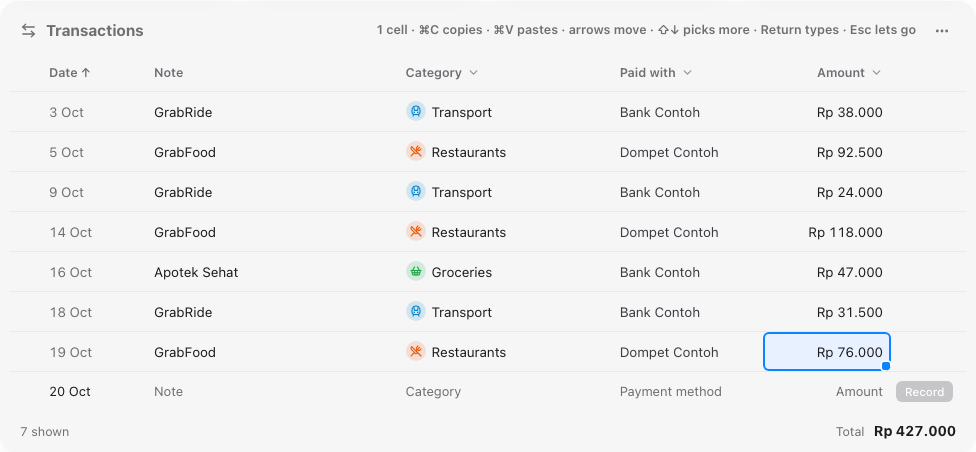 Transactions 1 cell · ⌘C copies · ⌘V pastes · arrows move · ⇧↓ picks more · Return types · Esc lets go ···
Date ↑ Note Category Paid with Amount
3 Oct GrabRide Transport Bank Contoh Rp 38.000
5 Oct GrabFood Restaurants Dompet Contoh Rp 92.500
9 Oct GrabRide Transport Bank Contoh Rp 24.000
14 Oct GrabFood Restaurants Dompet Contoh Rp 118.000
16 Oct Apotek Sehat Groceries Bank Contoh Rp 47.000
18 Oct GrabRide Transport Bank Contoh Rp 31.500
19 Oct GrabFood Restaurants Dompet Contoh Rp 76.000
20 Oct Note Category Payment method Amount Record
7 shown Total Rp 427.000